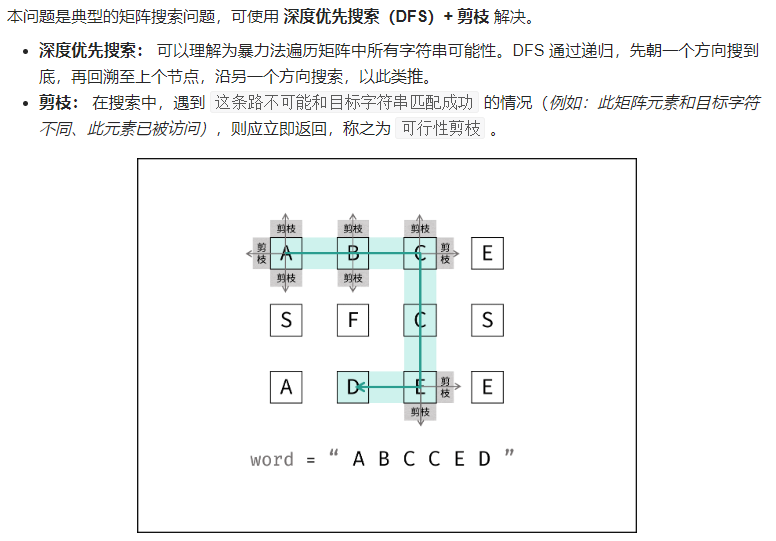 本问题是典型的矩阵搜索问题，可使用 深度优先搜索（DFS）+ 剪枝 解决。
• 深度优先搜索： 可以理解为暴力法遍历矩阵中所有字符串可能性。DFS 通过递归，先朝一个方向搜到
底，再回溯至上个节点，沿另一个方向搜索，以此类推。
• 剪枝： 在搜索中，遇到 这条路不可能和目标字符串匹配成功 的情况（例如：此矩阵元素和目标字符
不同、此元素已被访问），则应立即返回，称之为 可行性剪枝 。
剪枝 剪枝 剪枝
剪枝 A B C 剪枝 E
剪枝 剪枝
S F C S
A D E 剪枝 E
剪枝
word = “ A B C C E D ”